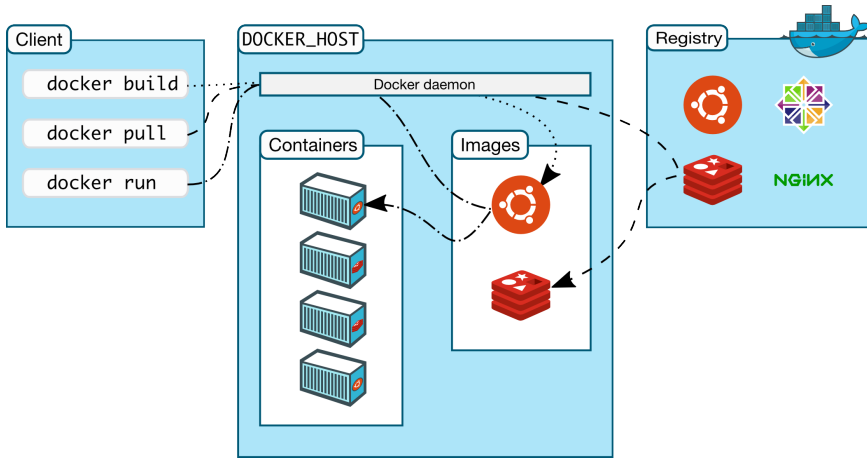 Client
docker build
docker pull
docker run
DOCKER_HOST
Docker daemon
Containers
Images
Registry
NGiNX